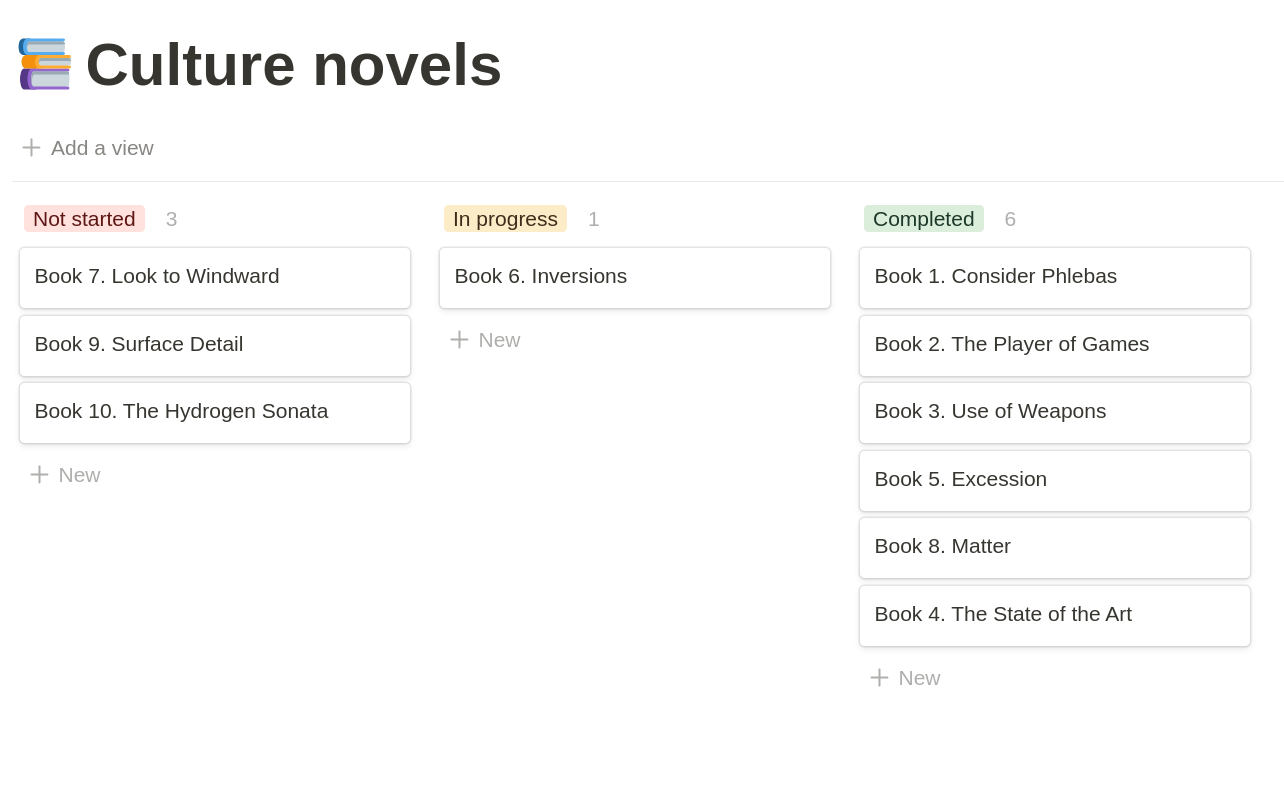 Culture novels
Add a view
Not started 3
Book 7. Look to Windward
Book 9. Surface Detail
Book 10. The Hydrogen Sonata
New
In progress 1
Book 6. Inversions
New
Completed 6
Book 1. Consider Phlebas
Book 2. The Player of Games
Book 3. Use of Weapons
Book 5. Excession
Book 8. Matter
Book 4. The State of the Art
New